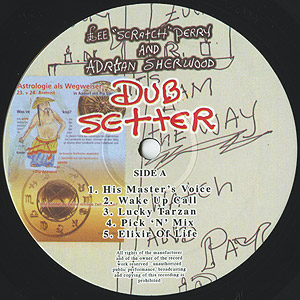 LEE "SCRATCH" PERRY
AND
ADRIAN SHERWOOD
Astrologie als Wegweiser
DUB
SETTER
SIDE A
1. His Master's Voice
2. Wake Up Call
3. Lucky Tarzan
4. Pick 'N' Mix
5. Elixir Of Life
All rights of the manufacturer
and of the owner of the record
work reserved - unauthorized
public performance, broadcasting
and copying of this recording is
prohibited